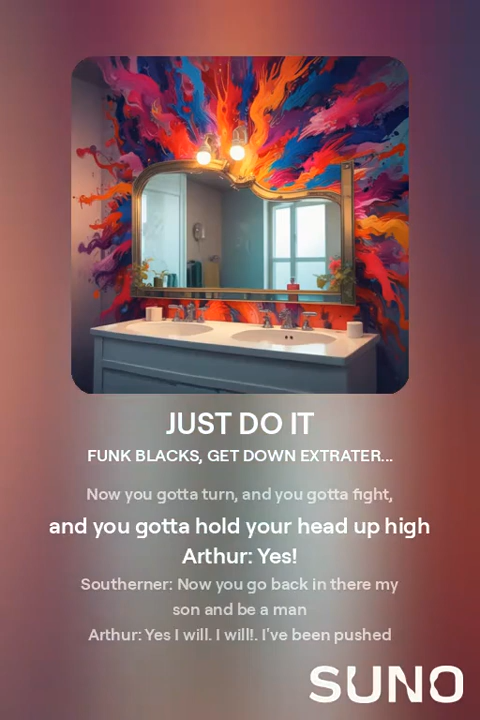 JUST DO IT
FUNK BLACKS, GET DOWN EXTRATER...
Now you gotta turn, and you gotta fight,
and you gotta hold your head up high
Arthur: Yes!
Southerner: Now you go back in there my
son and be a man
Arthur: Yes I will. I will!. I've been pushed
SUNO